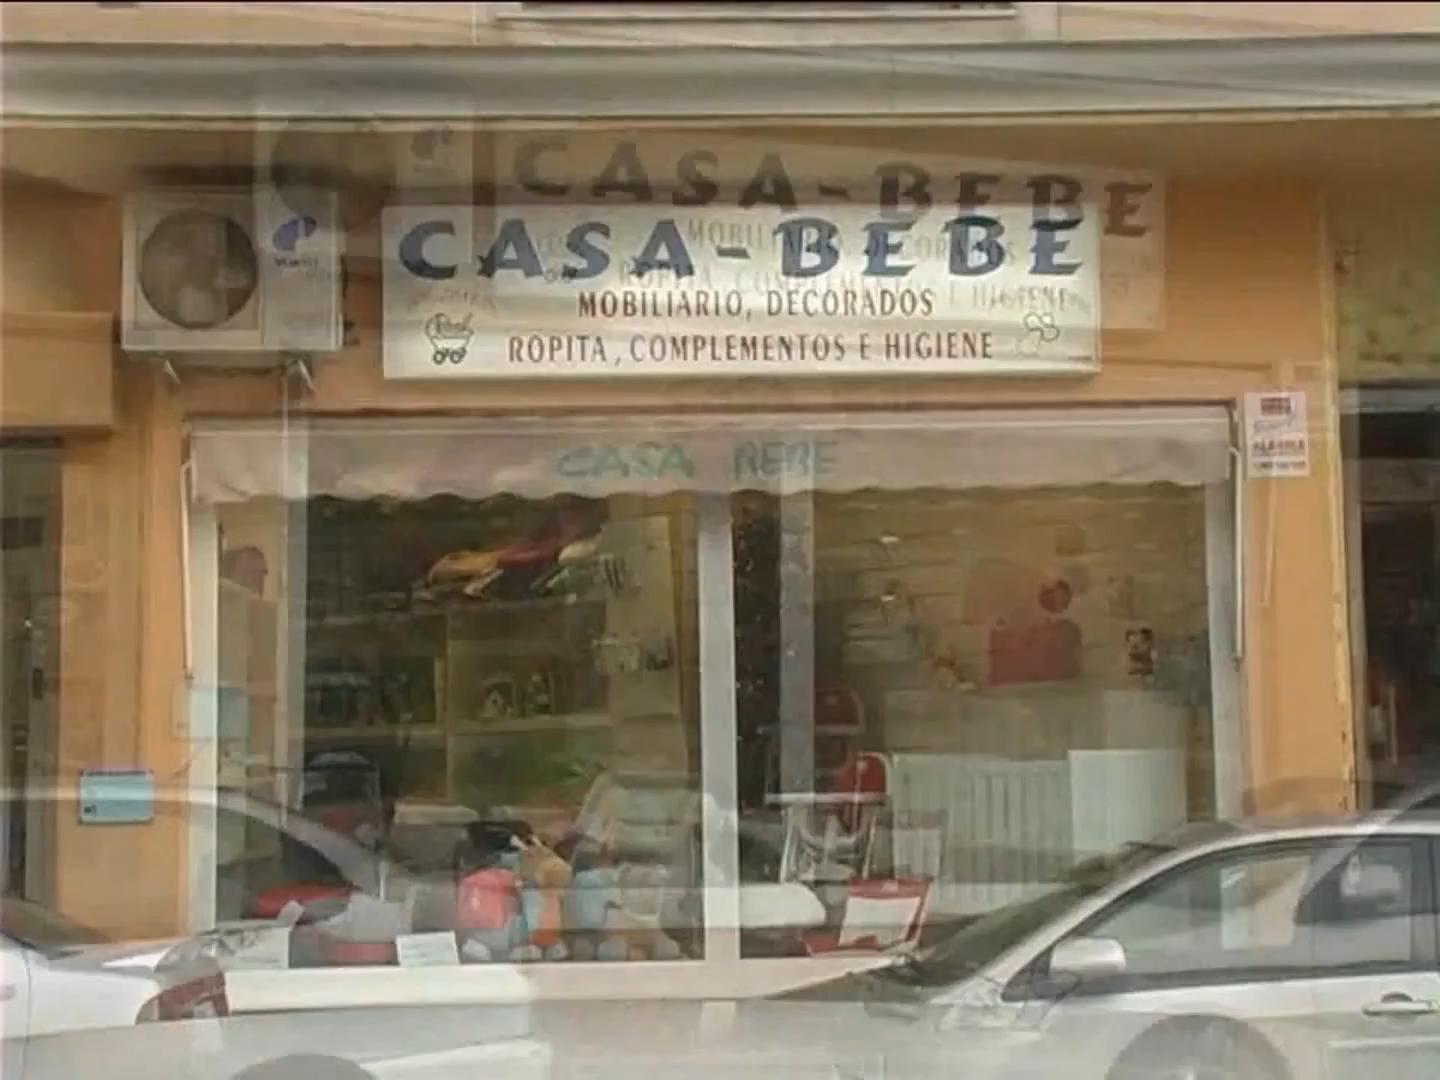 CASA-BEBE
MOBILIARIO, DECORADOS
ROPITA, COMPLEMENTOS E HIGIENE
CASA BEBE